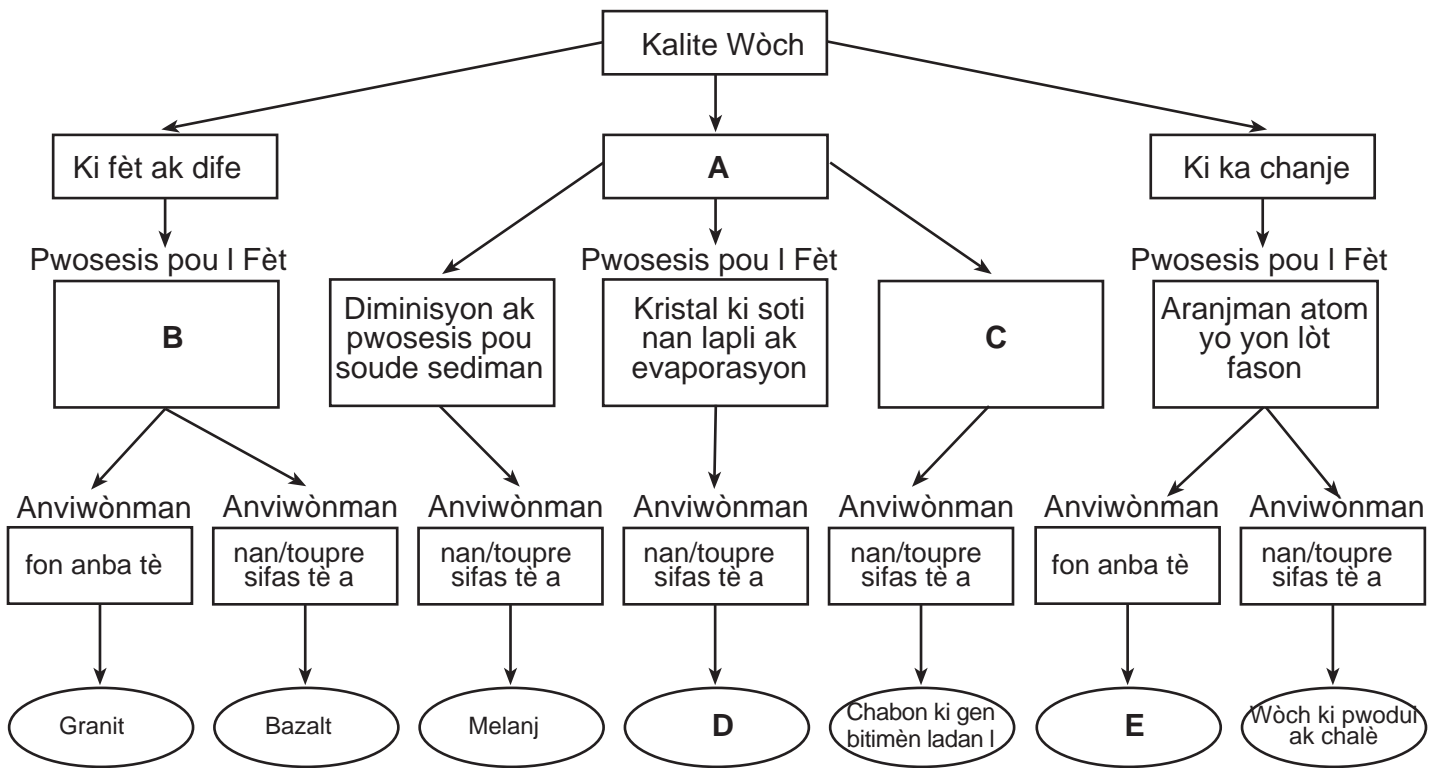 Kalite Wòch
Ki fèt ak dife
A
Ki ka chanje
Pwosesis pou l Fèt
Pwosesis pou l Fèt
Pwosesis pou l Fèt
B
Diminisyon ak
pwosesis pou
soude sediman
Kristal ki soti
nan lapli ak
evaporasyon
C
Aranjman atom
yo yon lòt
fason
Anviwònman
Anviwònman
Anviwònman
Anviwònman
Anviwònman
Anviwònman
Anviwònman
fon anba tè
nan/toupre
sifas tè a
nan/toupre
sifas tè a
nan/toupre
sifas tè a
nan/toupre
sifas tè a
fon anba tè
nan/toupre
sifas tè a
Granit
Bazalt
Melanj
D
Chabon ki gen
bitimèn ladan l
E
Wòch ki pwodui
ak chalè